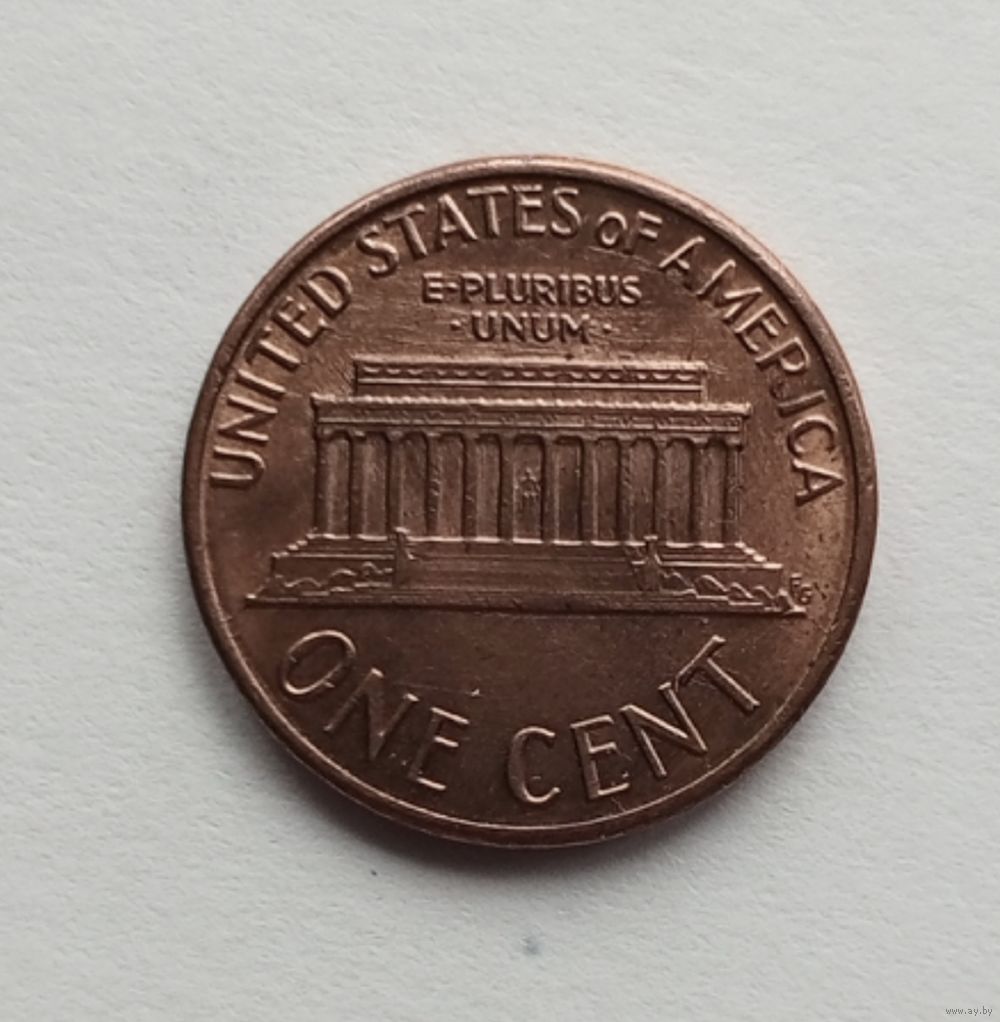 UNITED STATES OF AMERICA
E·PLURIBUS
·UNUM·
FG
ONE CENT
www.ay.by